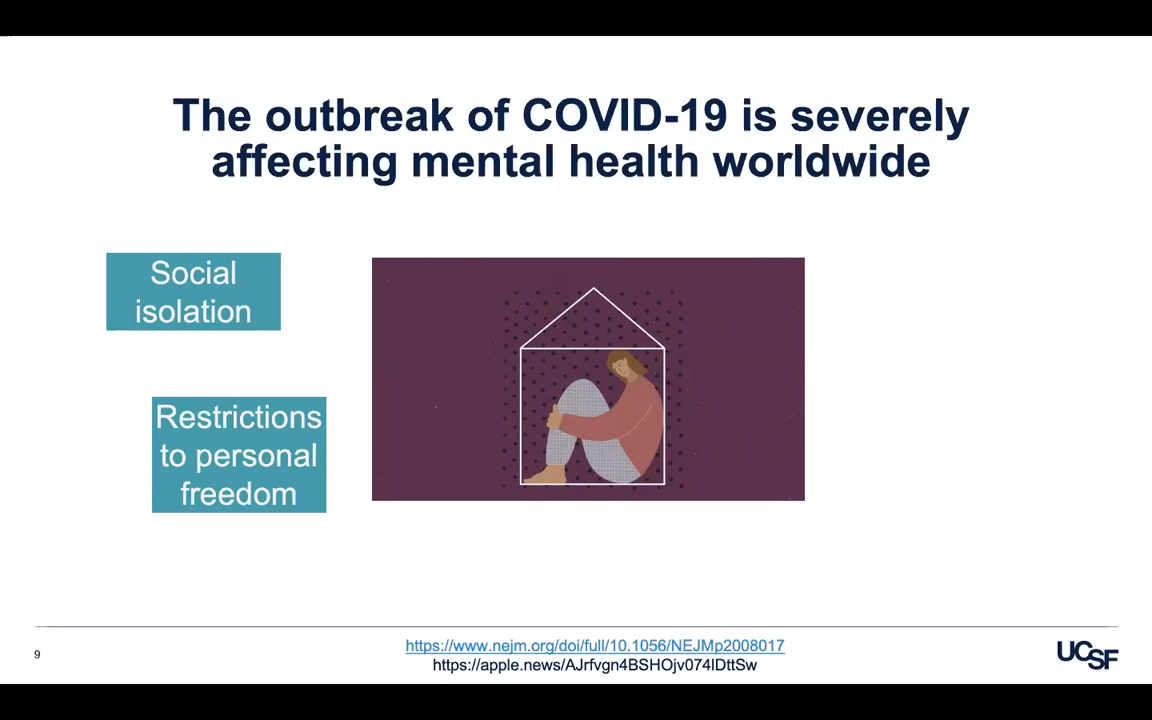 The outbreak of COVID-19 is severely
affecting mental health worldwide
Social
isolation
Restrictions
to personal
freedom
9
https://www.nejm.org/doi/full/10.1056/NEJMp2008017
https://apple.news/AJrfvgn4BSHOjv074lDttSw
UCSF